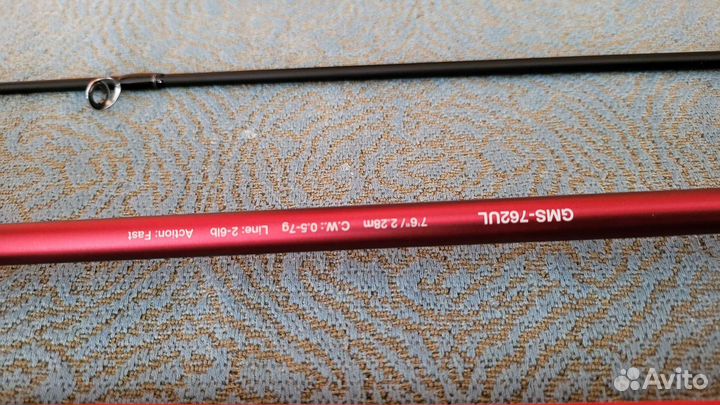 GMS-762UL
7'6"/2.28m C.W.: 0.5-7g Line: 2-6lb Action: Fast
Avito